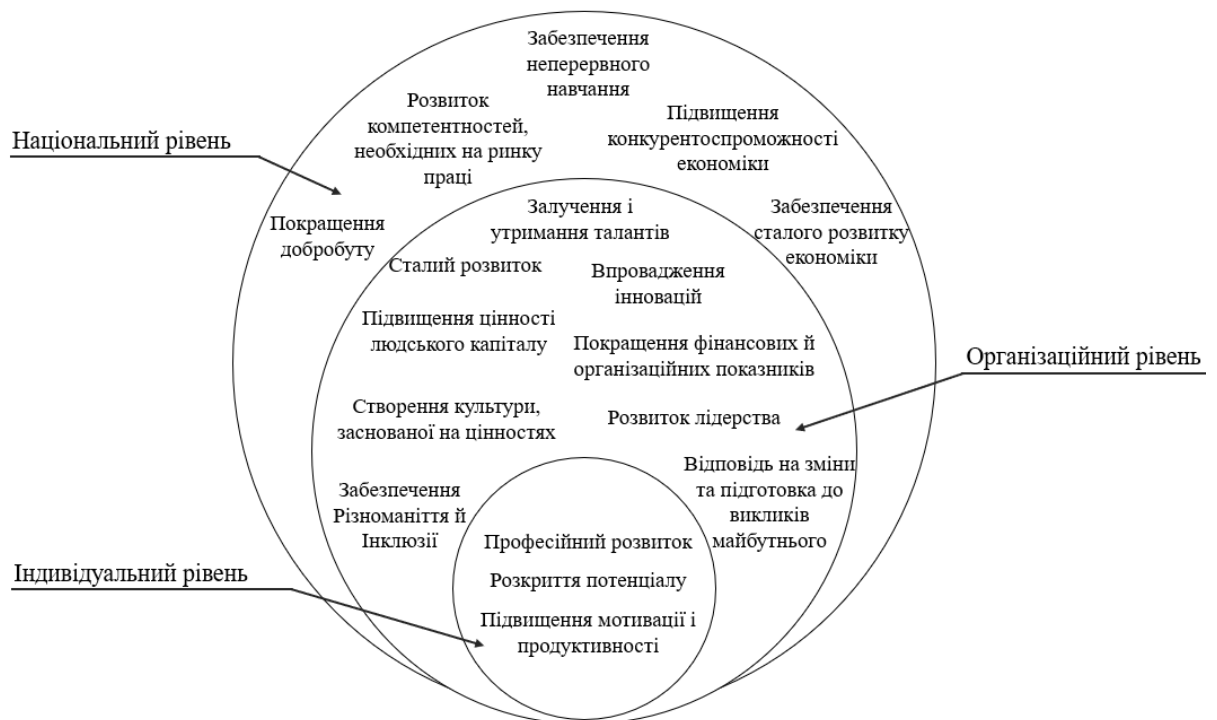 Забезпечення
неперервного
навчання
Розвиток
компетентностей,
необхідних на ринку
праці
Підвищення
конкурентоспроможності
економіки
Національний рівень
Покращення
добробуту
Забезпечення
сталого розвитку
економіки
Залучення і
утримання талантів
Сталий розвиток
Впровадження
інновацій
Підвищення цінності
людського капіталу
Покращення фінансових й
організаційних показників
Організаційний рівень
Створення культури,
заснованої на цінностях
Розвиток лідерства
Відповідь на зміни
та підготовка до
викликів
майбутнього
Забезпечення
Різноманіття й
Інклюзії
Індивідуальний рівень
Професійний розвиток
Розкриття потенціалу
Підвищення мотивації і
продуктивності